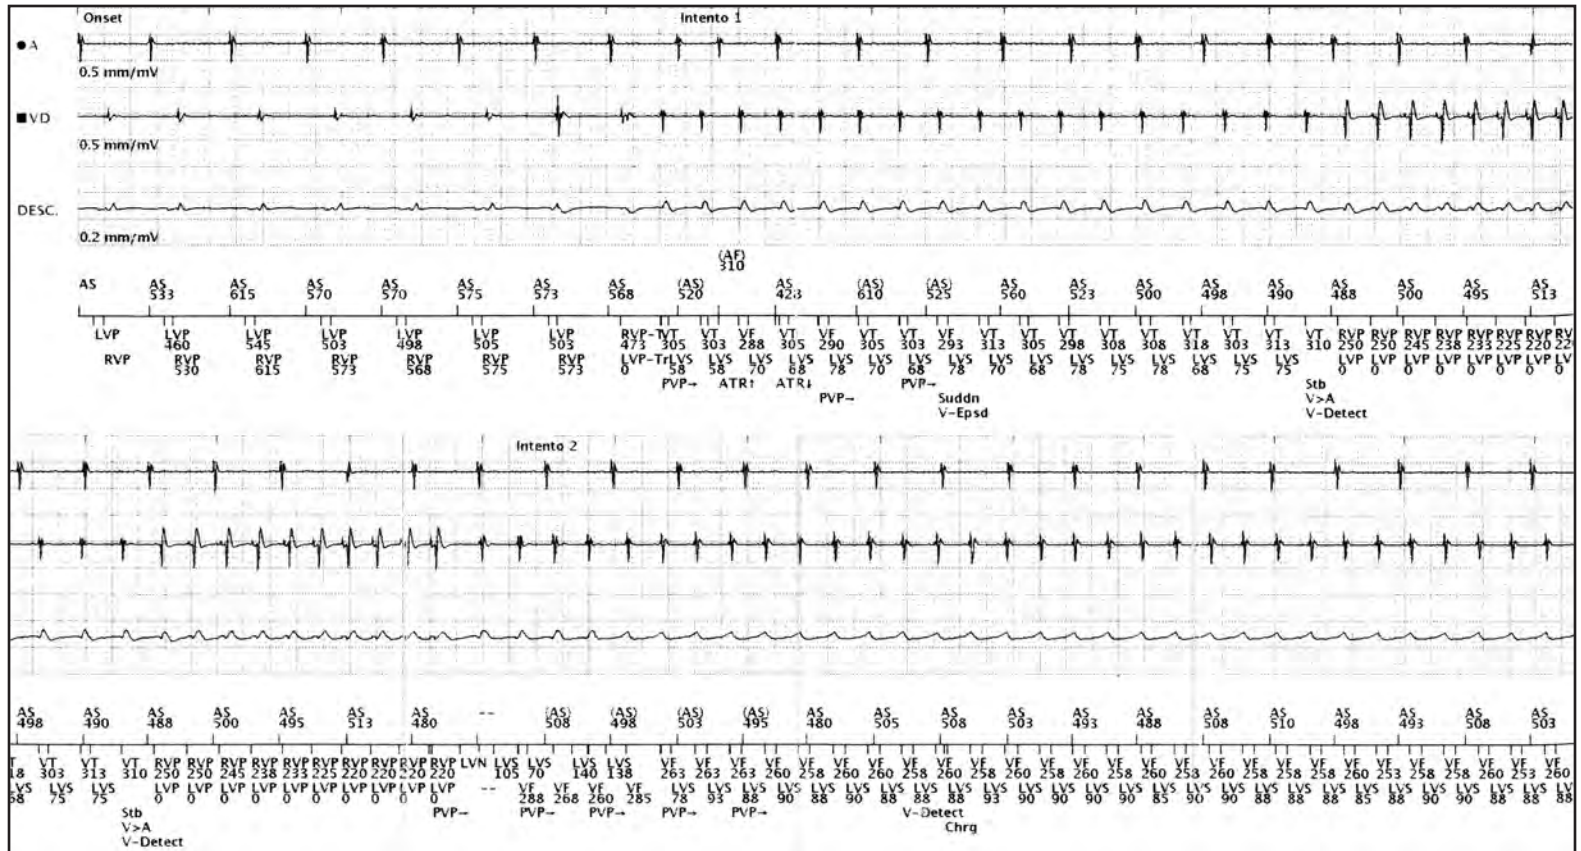 Onset Intento 1
A
0.5 mm/mV
VD
0.5 mm/mV
DESC.
0.2 mm/mV
(AF)
310
AS AS AS AS AS AS AS AS (AS) AS (AS) (AS) AS AS AS AS AS AS AS AS AS
533 615 570 570 575 573 568 520 423 610 525 560 523 500 498 490 488 500 495 513
LVP LVP LVP LVP LVP LVP LVP RVP-Tr VT VT VF VT VF VT VT VF VT VT VT VT VT VT VT VT VT RVP RVP RVP RVP RVP RVP RVP
460 545 503 498 505 503 473 305 303 288 305 290 305 303 293 313 305 298 308 308 318 303 313 310 250 250 245 238 233 225 220
RVP RVP RVP RVP RVP RVP RVP LVP-Tr LVS LVS LVS LVS LVS LVS LVS LVS LVS LVS LVS LVS LVS LVS LVS LVS LVP LVP LVP LVP LVP LVP LVP
530 615 573 568 575 573 0 58 58 70 68 78 70 68 78 70 68 78 75 78 68 75 75 0 0 0 0 0 0 0
PVP→ ATR↑ ATR↓ PVP→ PVP→
Suddn Stb
V-Epsd V>A
V-Detect
Intento 2
AS AS AS AS AS AS AS -- (AS) (AS) (AS) (AS) AS AS AS AS AS AS AS AS AS AS AS AS
498 490 488 500 495 513 480 508 498 503 495 480 505 508 503 493 488 508 510 498 493 508 503
T VT VT VT RVP RVP RVP RVP RVP RVP RVP RVP RVP RVP LVN LVS LVS LVS LVS VF VF VF VF VF VF VF VF VF VF VF VF VF VF VF VF VF VF VF VF VF VF VF VF VF VF VF
18 303 313 310 250 250 245 238 233 225 220 220 220 220 105 70 140 138 263 263 263 260 258 260 258 258 258 258 260 258 260 260 258 253 258 260 258 258 260 253 258 260 258 260 253 260
LVS LVS LVS LVP LVP LVP LVP LVP LVP LVP LVP LVP LVP -- VF VF VF VF LVS LVS LVS LVS LVS LVS LVS LVS LVS LVS LVS LVS LVS LVS LVS LVS LVS LVS LVS LVS LVS LVS LVS LVS LVS LVS LVS
68 75 75 0 0 0 0 0 0 0 0 0 0 288 268 260 285 78 93 88 90 88 90 88 88 88 93 90 90 90 90 85 90 90 88 88 88 85 88 90 90 88 88 88
Stb PVP→ PVP→ PVP→ PVP→ PVP→ V-Detect
V>A Chrg
V-Detect